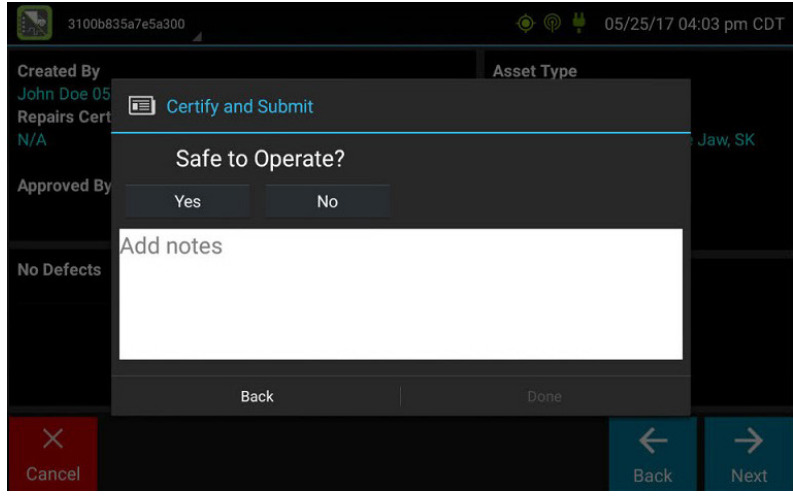 3100b835a7e5a300
05/25/17 04:03 pm CDT
Created By
John Doe 05
Repairs Cert
N/A
Approved By
Asset Type
Jaw, SK
No Defects
Certify and Submit
Safe to Operate?
Yes No
Add notes
Back Done
Cancel
Back Next